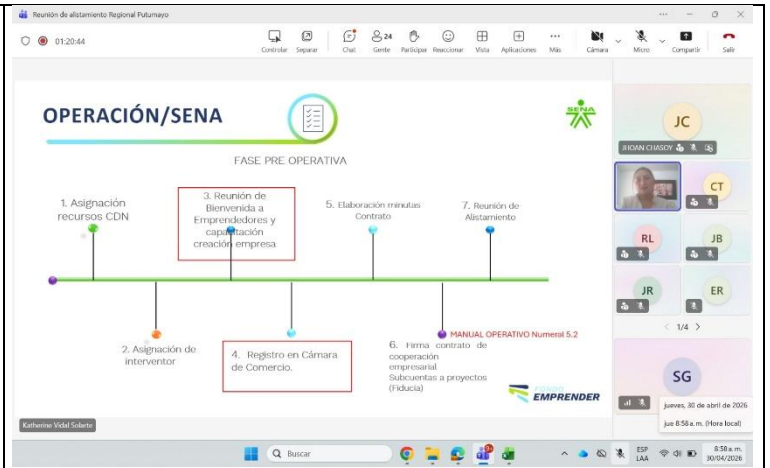 Reunión de alistamiento Regional Putumayo
01:20:44
Controlar
Separar
Chat
24
Gente
Participar
Reaccionar
Vista
Aplicaciones
Más
Cámara
Micro
Compartir
Salir
OPERACIÓN/SENA
SENA
FASE PRE OPERATIVA
1. Asignación
recursos CDN
3. Reunión de
Bienvenida a
Emprendedores y
capacitación
creación empresa
5. Elaboración minutas
Contrato
7. Reunión de
Alistamiento
2. Asignación de
interventor
4. Registro en Cámara
de Comercio.
MANUAL OPERATIVO Numeral 5.2
6. Firma contrato de
cooperación
empresarial
Subcuentas a proyectos
(Fiducia)
FONDO
EMPRENDER
Katherine Vidal Solarte
JC
JHOAN CHASOY
CT
RL
JB
JR
ER
1/4
SG
jueves, 30 de abril de 2026
jue 8:58 a. m. (Hora local)
Buscar
ESP
LAA
8:58 a. m.
30/04/2026